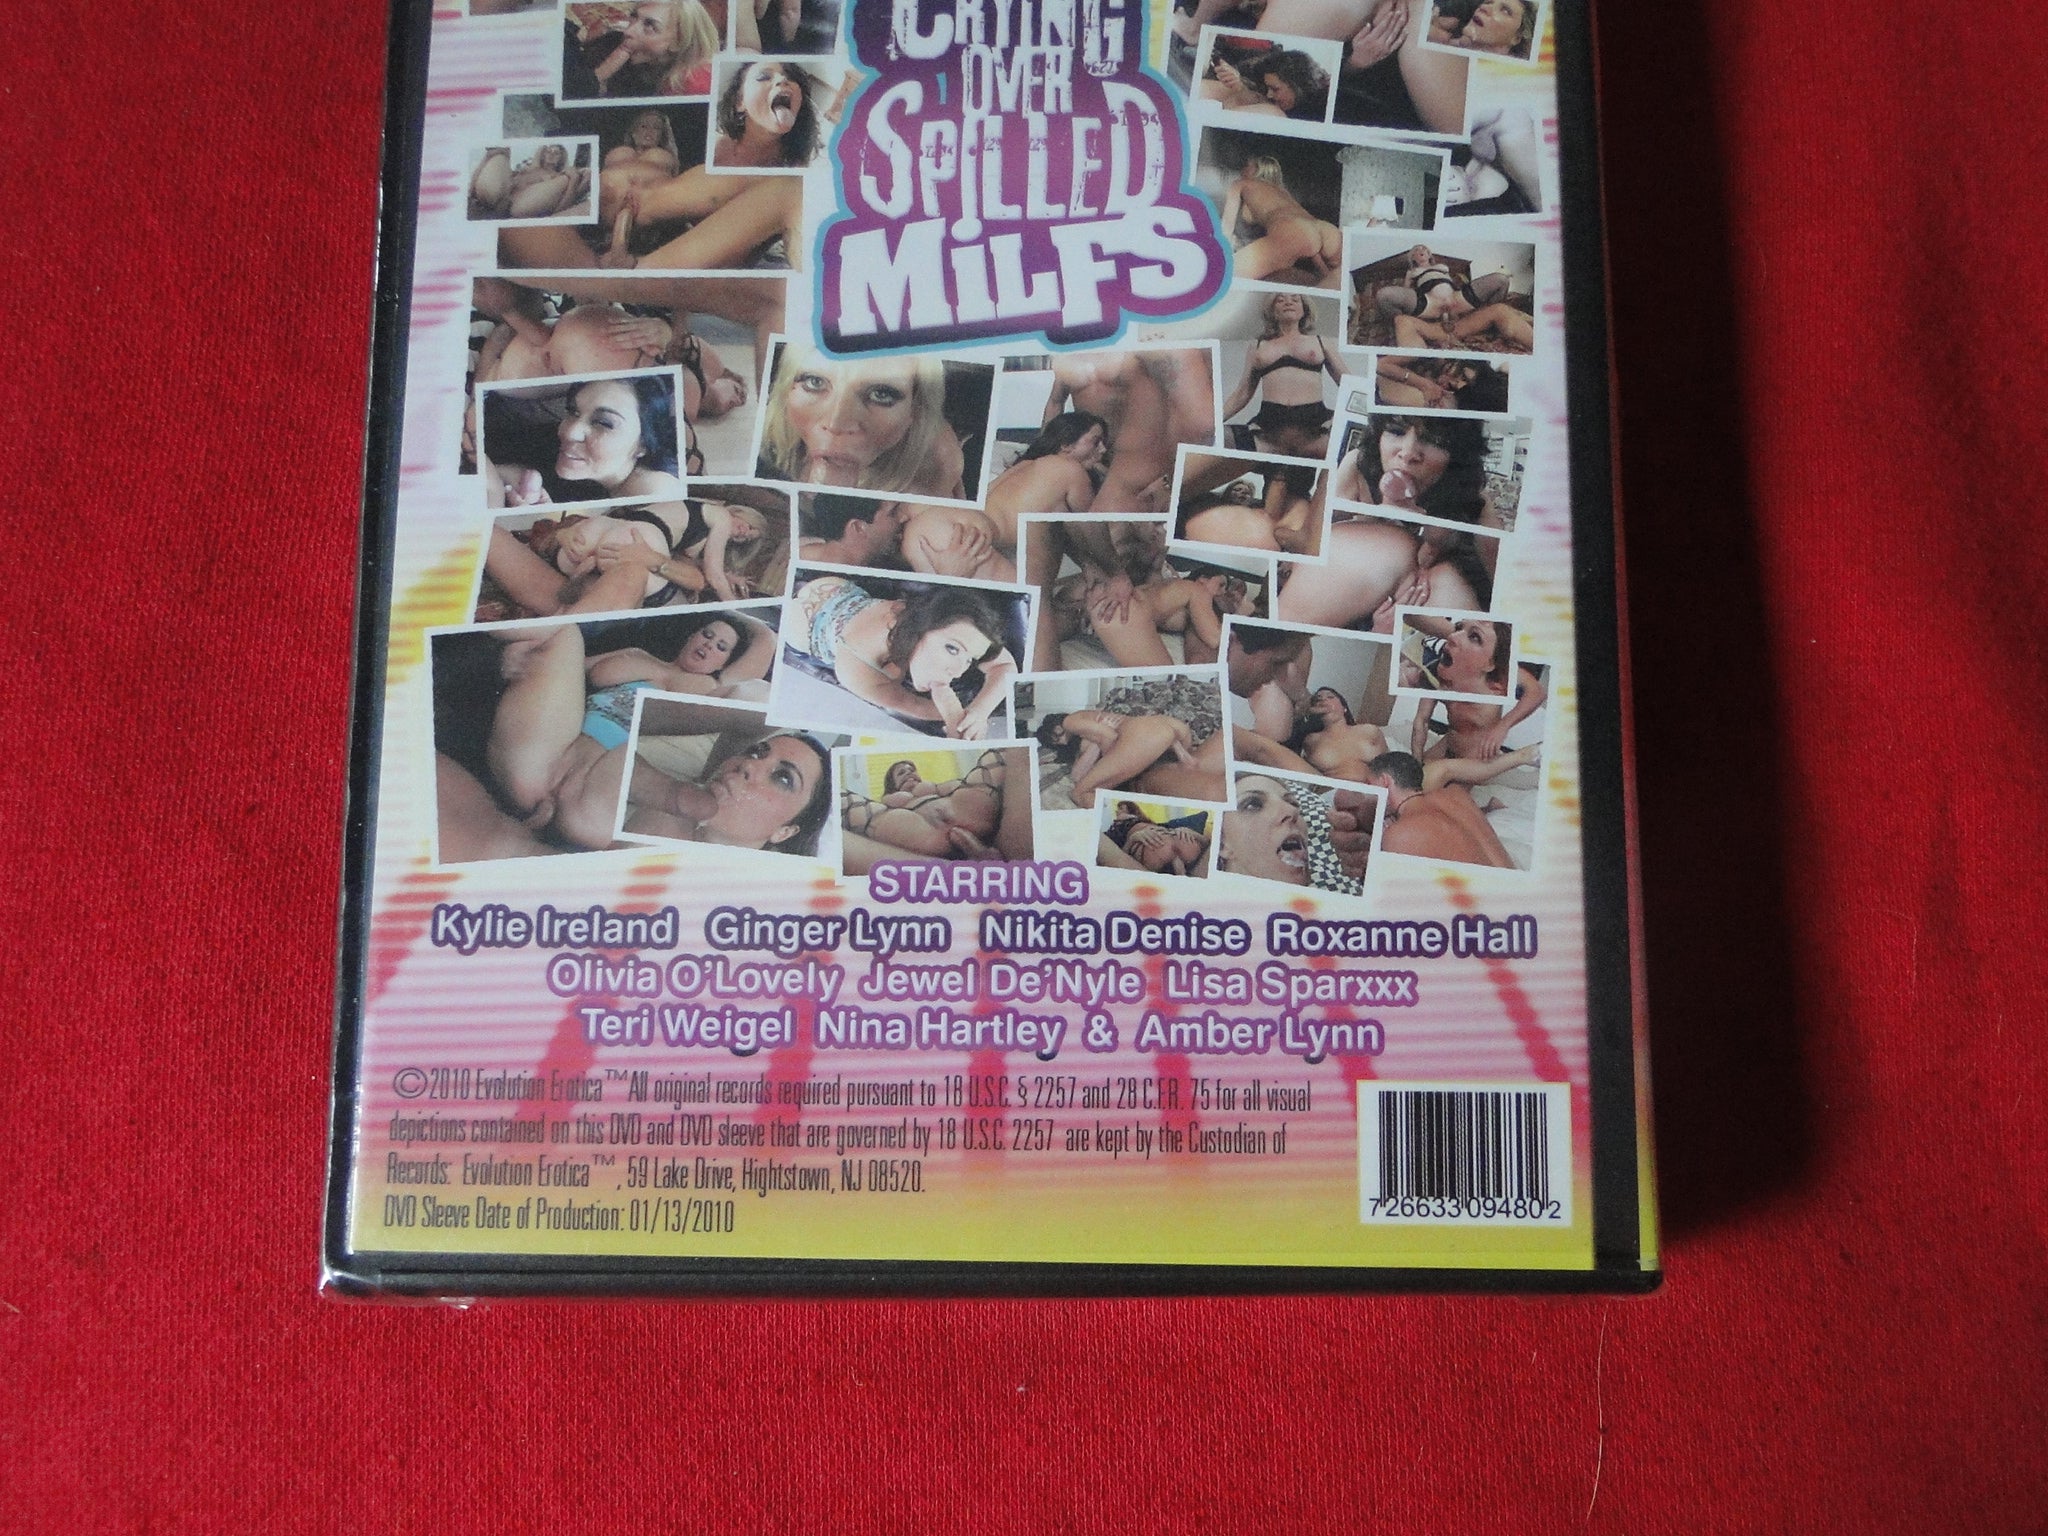 CRYING
OVER
SPILLED
MILFS
STARRING
Kylie Ireland Ginger Lynn Nikita Denise Roxanne Hall
Olivia O'Lovely Jewel De'Nyle Lisa Sparxxx
Teri Weigel Nina Hartley & Amber Lynn
©2010 Evolution Erotica™ All original records required pursuant to 18 U.S.C. § 2257 and 28 C.F.R. 75 for all visual
depictions contained on this DVD and DVD sleeve that are governed by 18 U.S.C. 2257 are kept by the Custodian of
Records: Evolution Erotica™, 59 Lake Drive, Hightstown, NJ 08520.
DVD Sleeve Date of Production: 01/13/2010
7 26633 09480 2